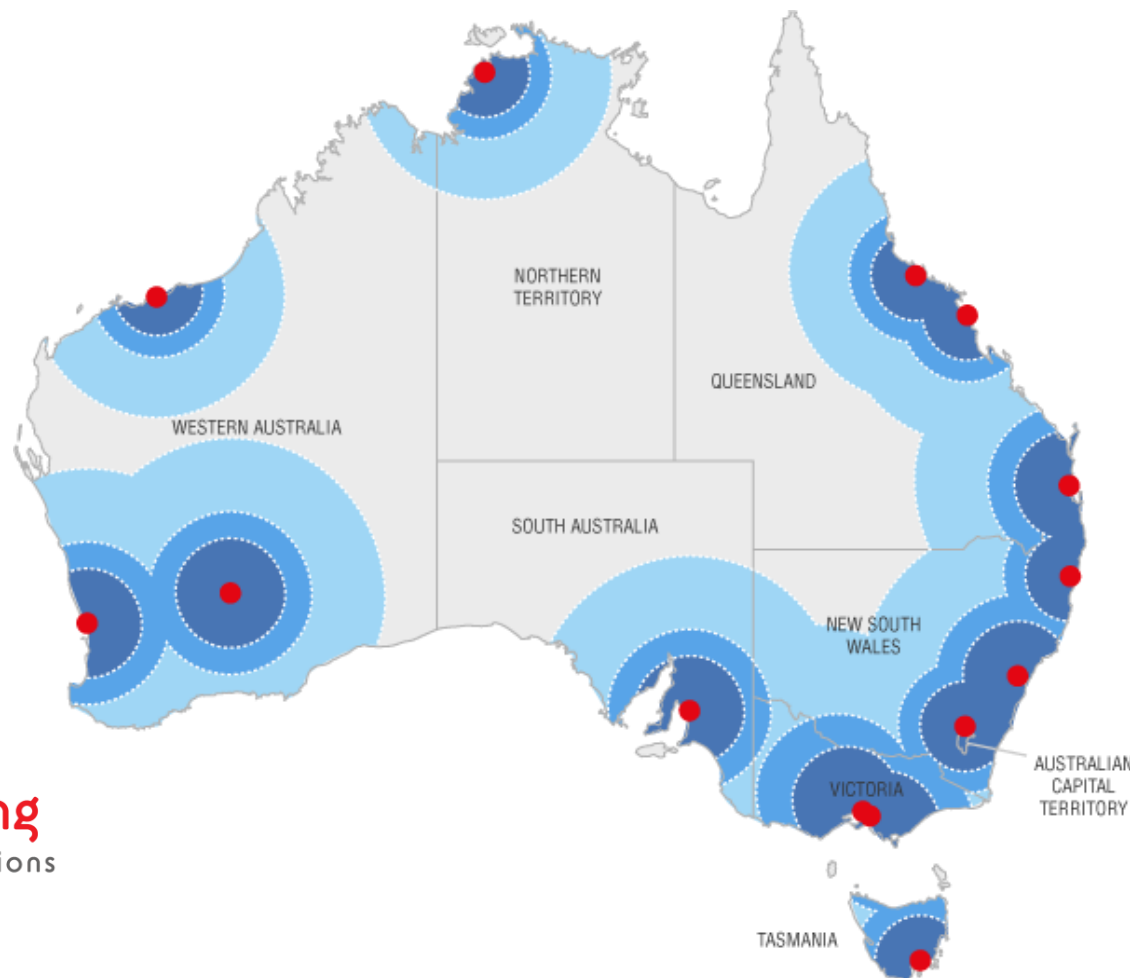 NORTHERN
TERRITORY
QUEENSLAND
WESTERN AUSTRALIA
SOUTH AUSTRALIA
NEW SOUTH
WALES
VICTORIA
AUSTRALIAN
CAPITAL
TERRITORY
TASMANIA
ng
ions